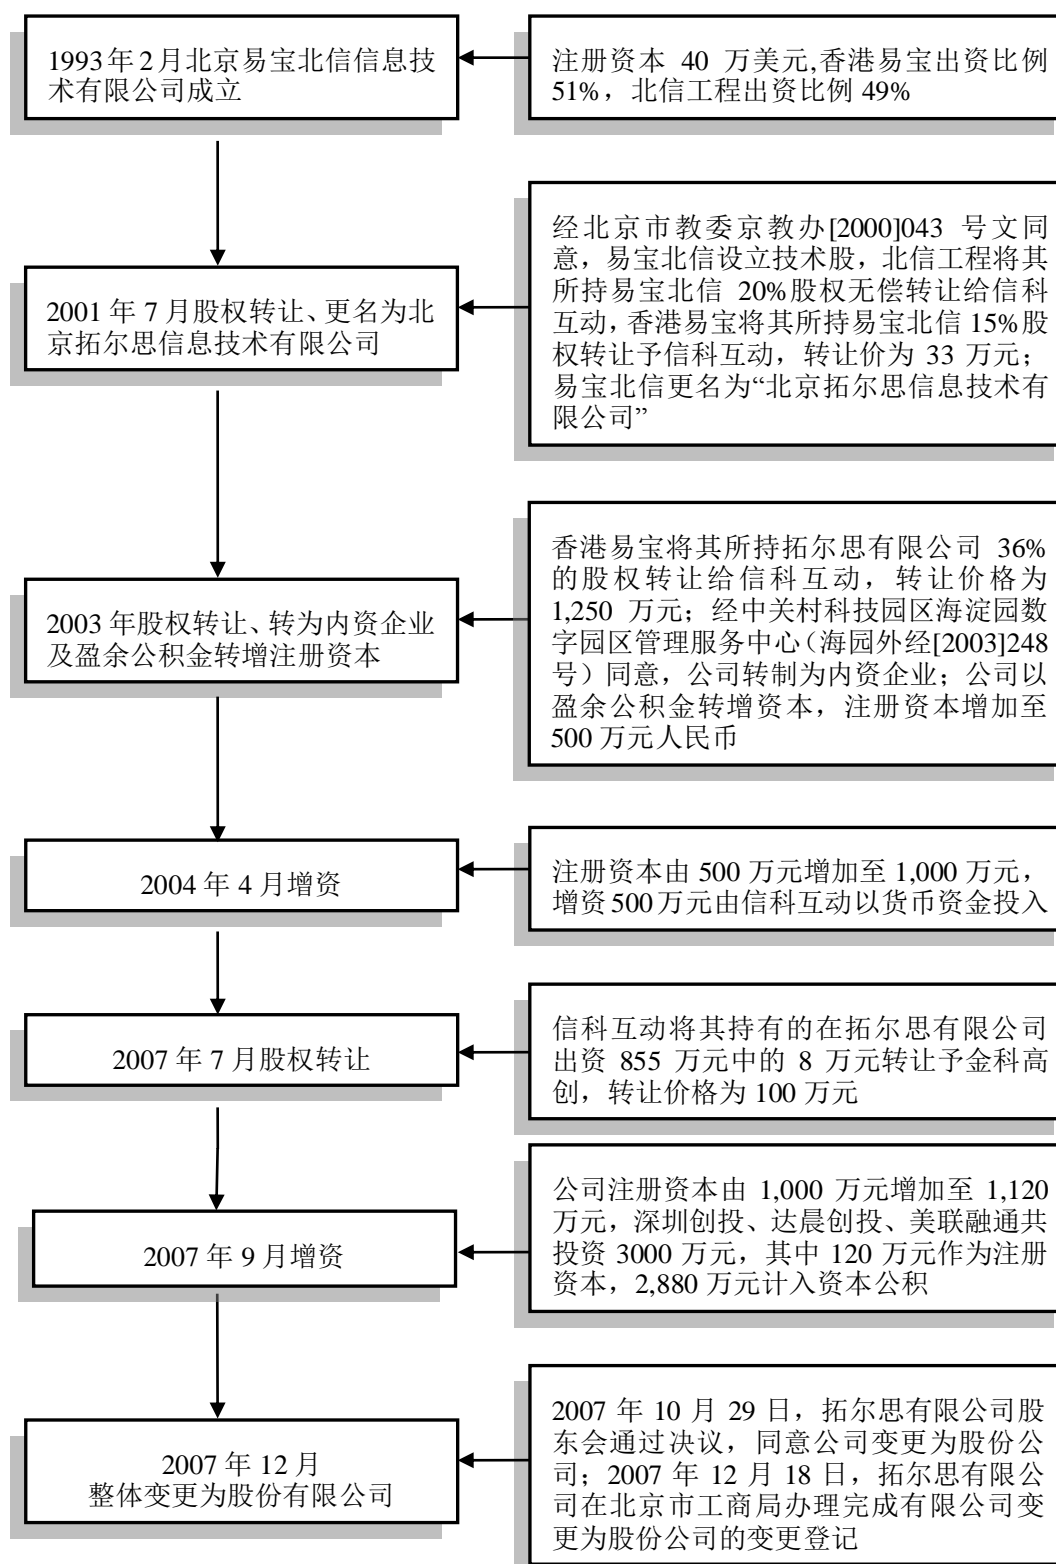 1993年2月北京易宝北信信息技
术有限公司成立
注册资本 40 万美元,香港易宝出资比例
51%，北信工程出资比例 49%
经北京市教委京教办[2000]043 号文同
意，易宝北信设立技术股，北信工程将其
所持易宝北信 20%股权无偿转让给信科
互动，香港易宝将其所持易宝北信 15%股
权转让予信科互动，转让价为 33 万元；
易宝北信更名为“北京拓尔思信息技术有
限公司”
2001 年 7 月股权转让、更名为北
京拓尔思信息技术有限公司
香港易宝将其所持拓尔思有限公司 36%
的股权转让给信科互动，转让价格为
1,250 万元；经中关村科技园区海淀园数
字园区管理服务中心（海园外经[2003]248
号）同意，公司转制为内资企业；公司以
盈余公积金转增资本，注册资本增加至
500 万元人民币
2003 年股权转让、转为内资企业
及盈余公积金转增注册资本
2004 年 4 月增资
注册资本由 500 万元增加至 1,000 万元，
增资500万元由信科互动以货币资金投入
2007 年 7 月股权转让
信科互动将其持有的在拓尔思有限公司
出资 855 万元中的 8 万元转让予金科高
创，转让价格为 100 万元
2007 年 9 月增资
公司注册资本由 1,000 万元增加至 1,120
万元，深圳创投、达晨创投、美联融通共
投资 3000 万元，其中 120 万元作为注册
资本，2,880 万元计入资本公积
2007 年 12 月
整体变更为股份有限公司
2007 年 10 月 29 日，拓尔思有限公司股
东会通过决议，同意公司变更为股份公
司；2007 年 12 月 18 日，拓尔思有限公
司在北京市工商局办理完成有限公司变
更为股份公司的变更登记